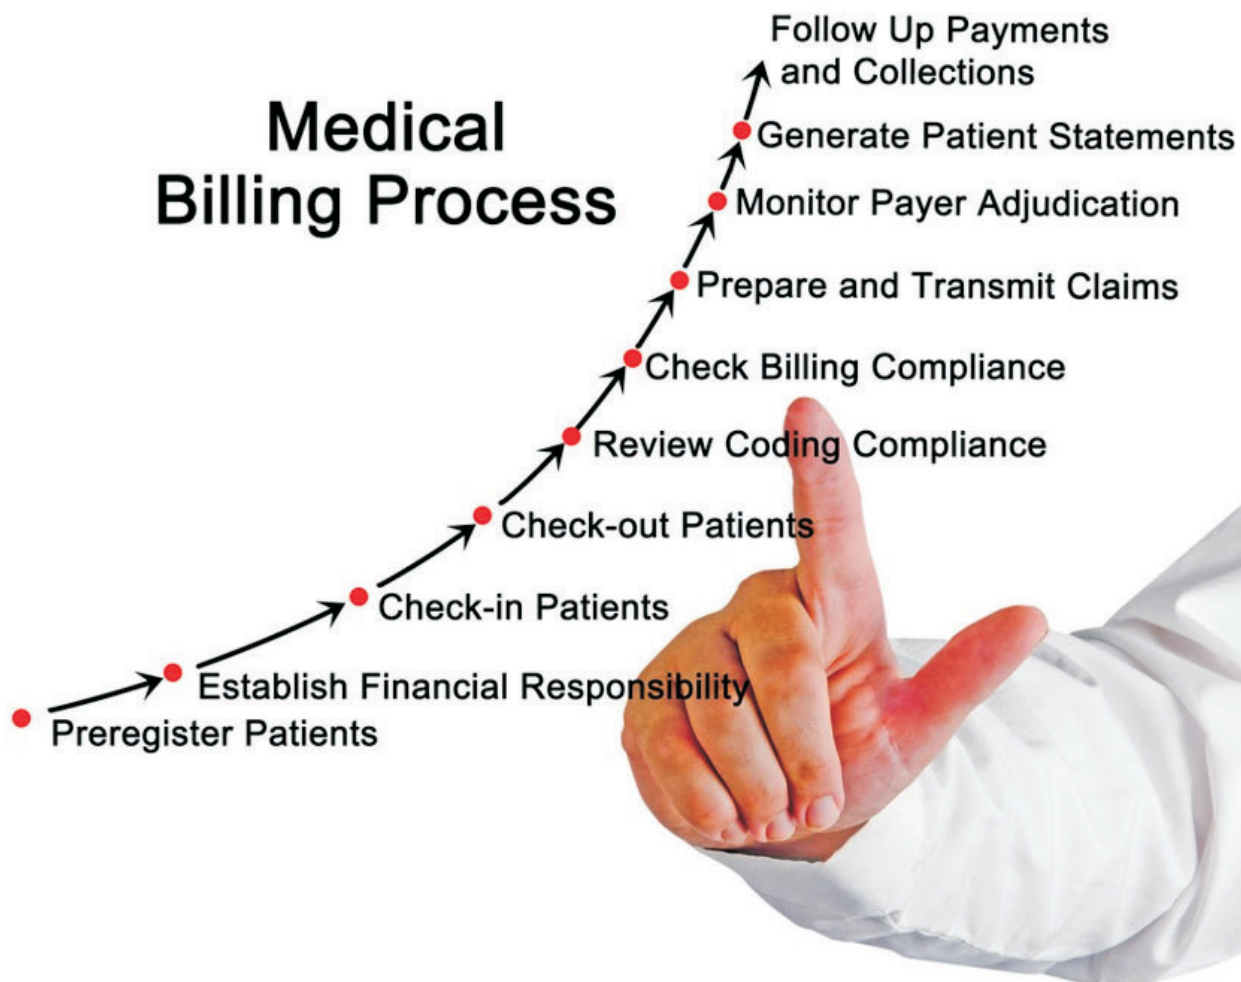 Medical
Billing Process
Follow Up Payments
and Collections
Generate Patient Statements
Monitor Payer Adjudication
Prepare and Transmit Claims
Check Billing Compliance
Review Coding Compliance
Check-out Patients
Check-in Patients
Establish Financial Responsibility
Preregister Patients